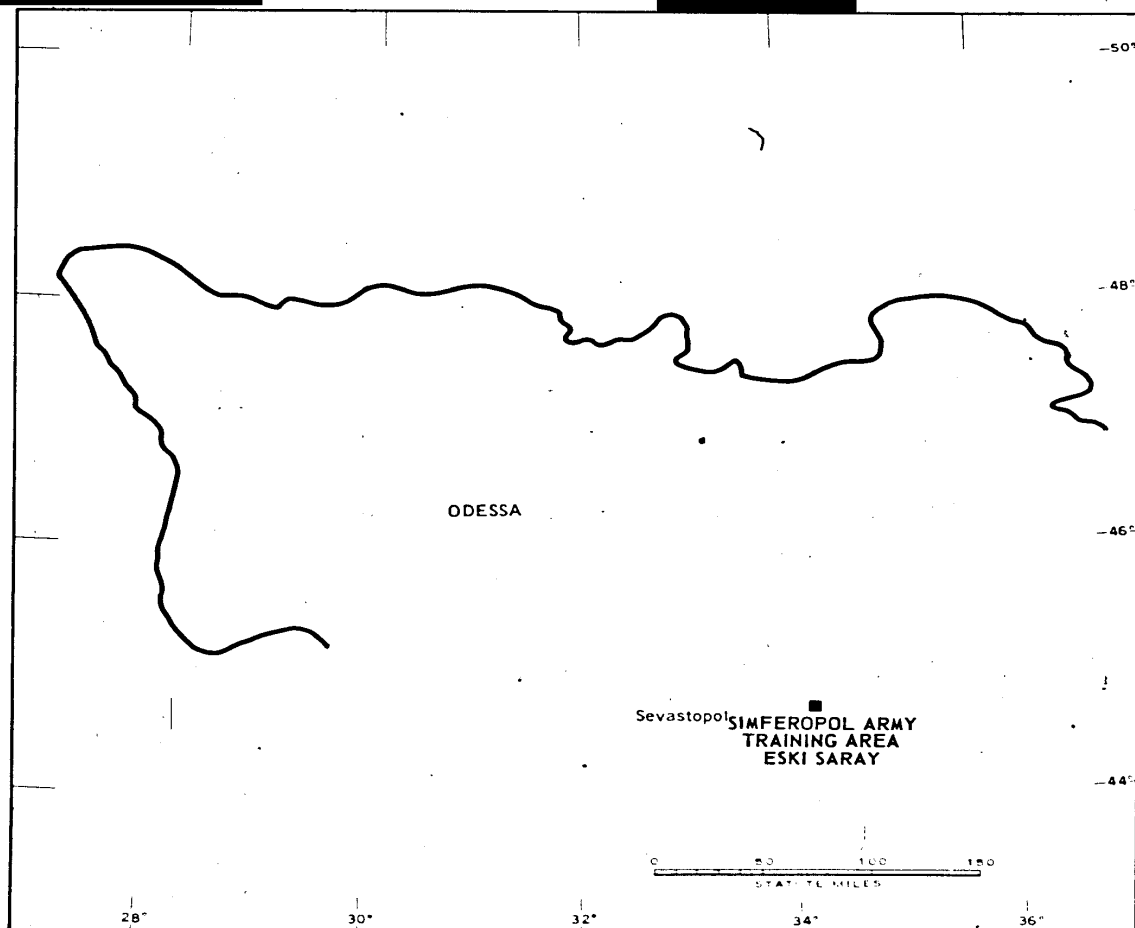 50°
48°
ODESSA
46°
Sevastopol
SIMFEROPOL ARMY
TRAINING AREA
ESKI SARAY
44°
0 50 100 150
STATUTE MILES
28° 30° 32° 34° 36°